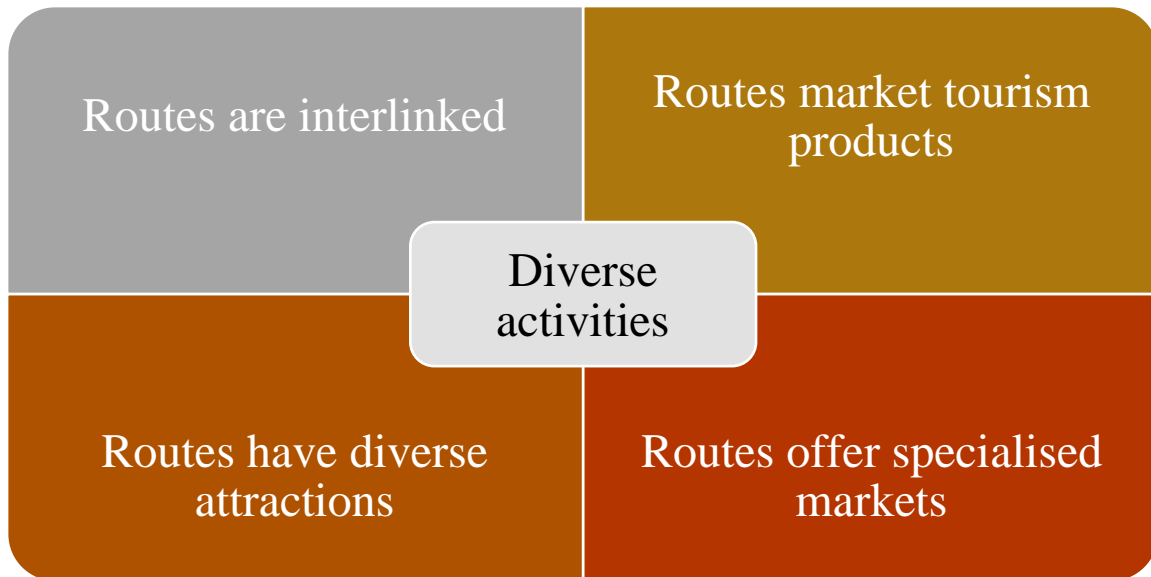 Routes are interlinked
Routes market tourism
products
Diverse
activities
Routes have diverse
attractions
Routes offer specialised
markets